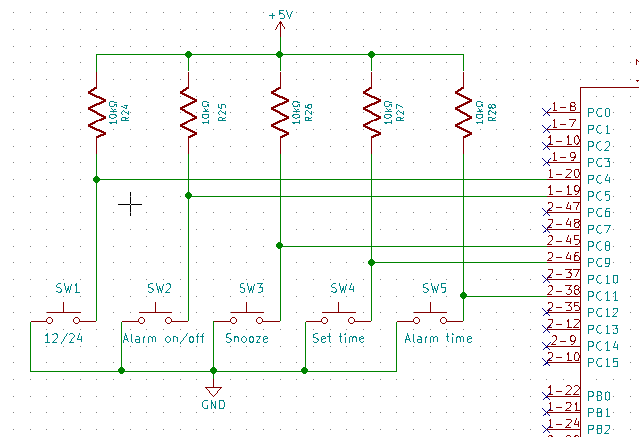 +5V
10kΩ R24
10kΩ R25
10kΩ R26
10kΩ R27
10kΩ R28
1-8 PC0
1-7 PC1
1-10 PC2
1-9 PC3
1-20 PC4
1-19 PC5
2-47 PC6
2-48 PC7
2-45 PC8
2-46 PC9
2-37 PC10
2-38 PC11
2-35 PC12
2-12 PC13
2-9 PC14
2-10 PC15
1-22 PB0
1-21 PB1
1-24 PB2
SW1 SW2 SW3 SW4 SW5
12/24 Alarm on/off Snooze Set time Alarm time
GND